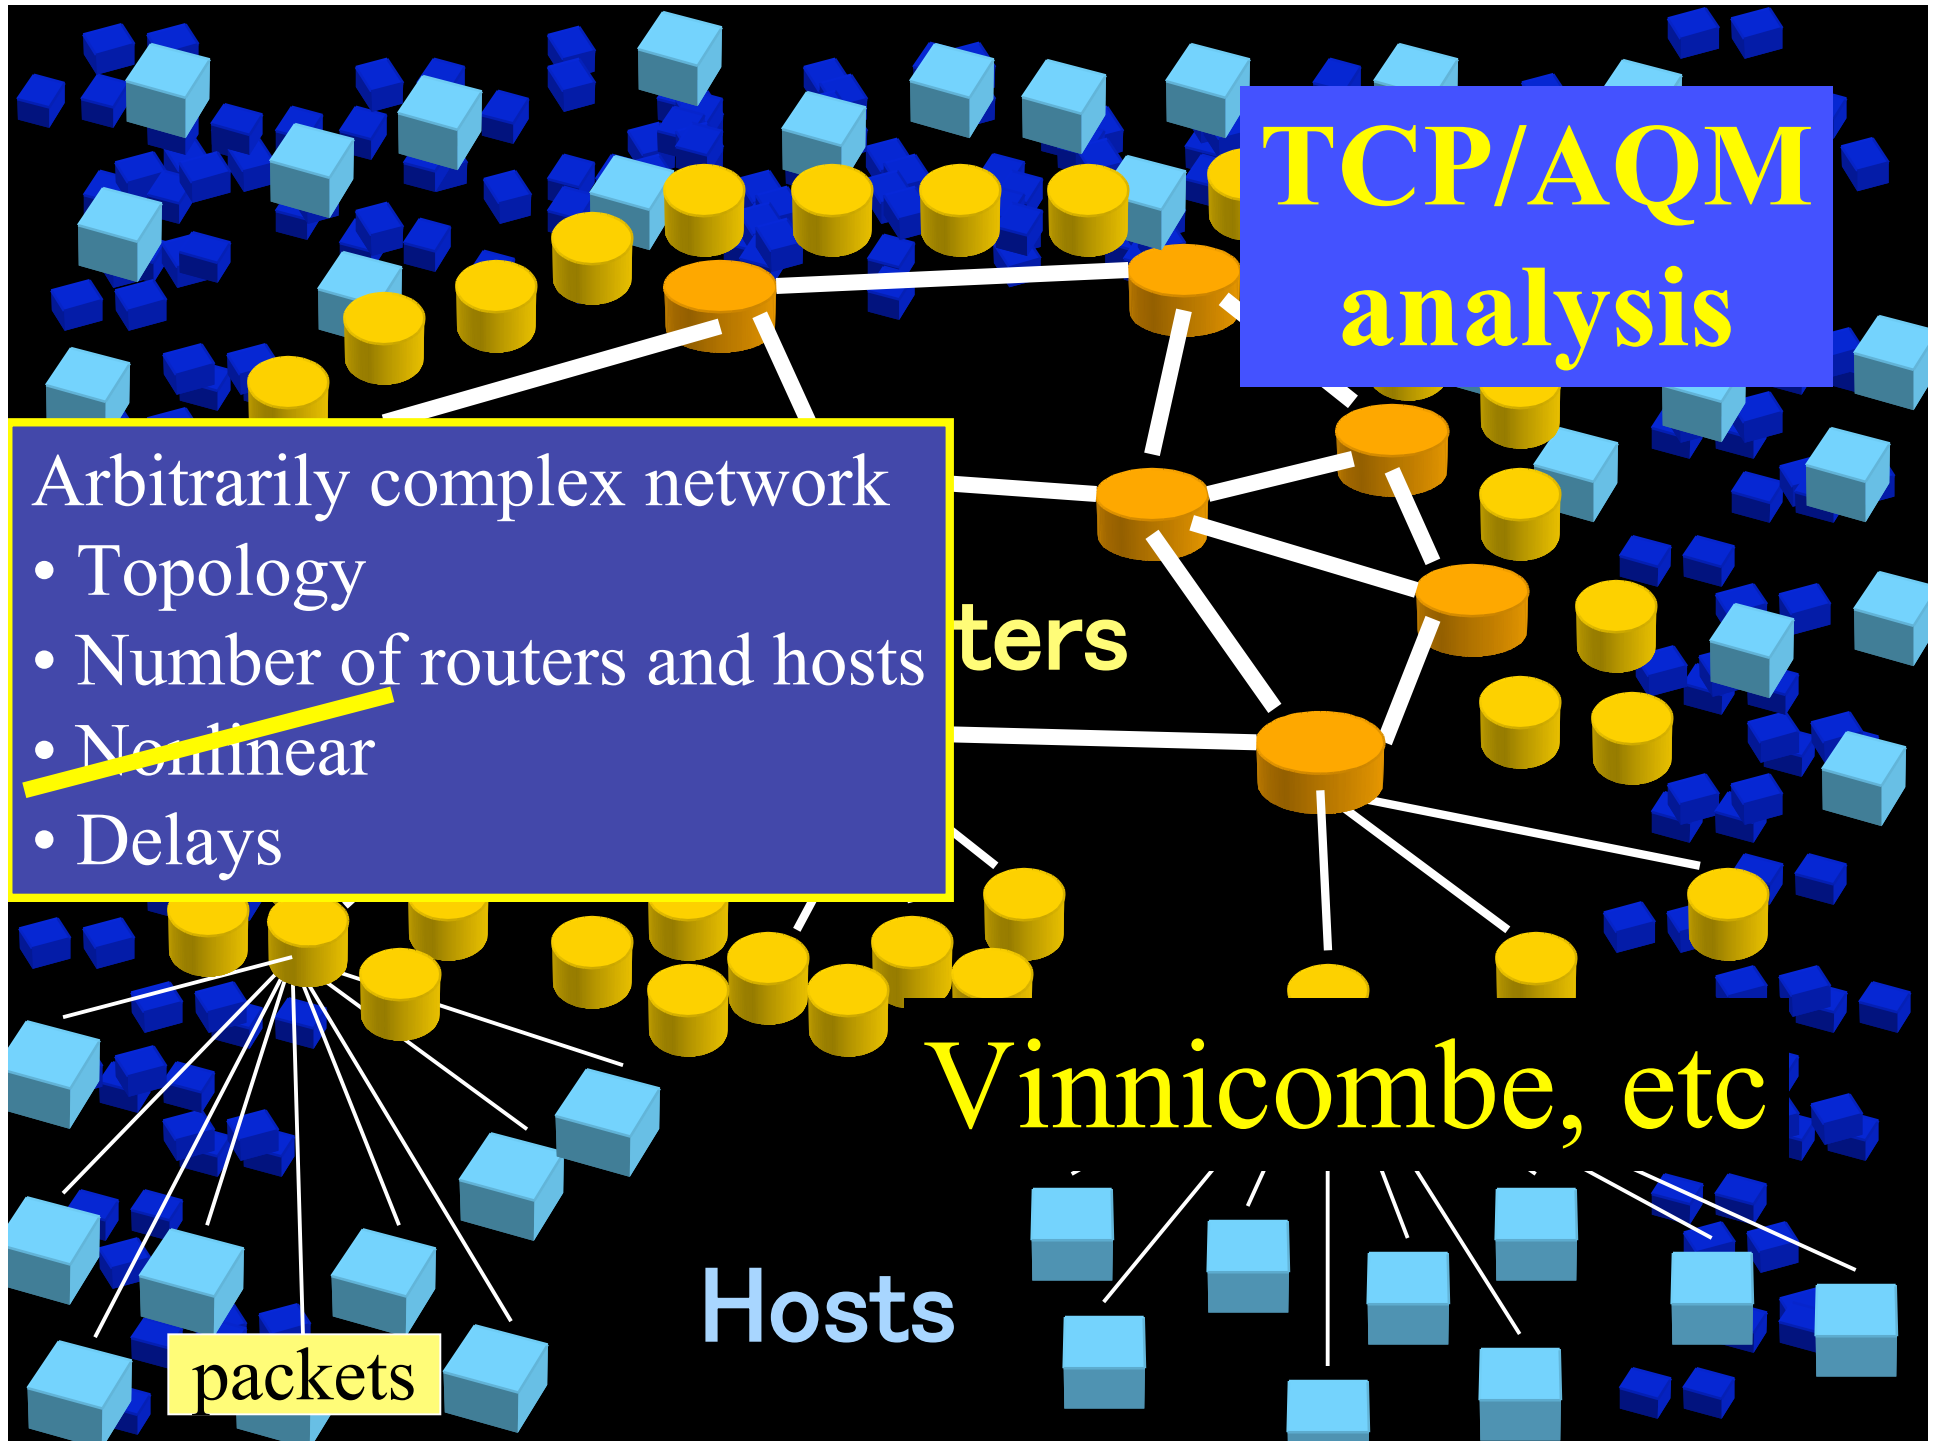 TCP/AQM
analysis
Arbitrarily complex network
• Topology
• Number of routers and hosts
• Nonlinear
• Delays
ters
Vinnicombe, etc
Hosts
packets